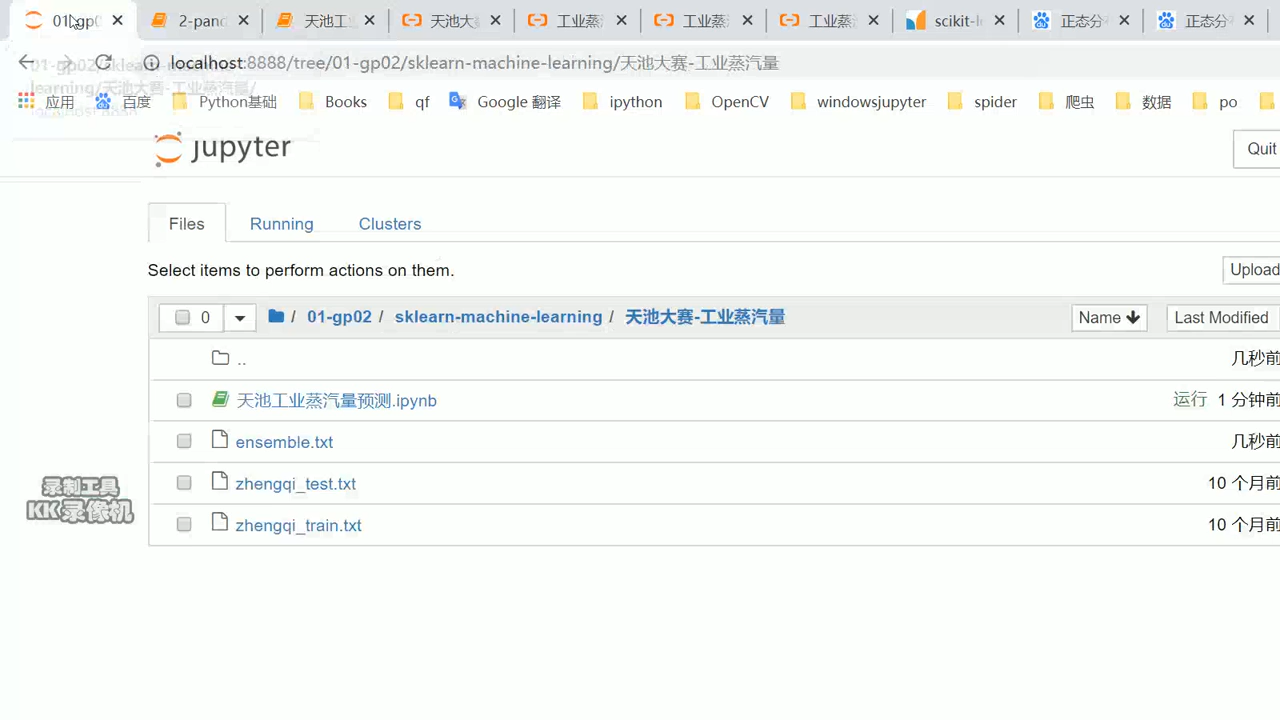 01-gp0
2-pand
天池工
天池大
工业蒸
工业蒸
工业蒸
scikit-l
正态分
正态分
localhost:8888/tree/01-gp02/sklearn-machine-learning/天池大赛-工业蒸汽量
应用
百度
Python基础
Books
qf
Google 翻译
ipython
OpenCV
windowsjupyter
spider
爬虫
数据
po
jupyter
Quit
Files
Running
Clusters
Select items to perform actions on them.
Upload
0
/ 01-gp02 / sklearn-machine-learning / 天池大赛-工业蒸汽量
Name
Last Modified
..
几秒前
天池工业蒸汽量预测.ipynb
运行 1 分钟前
ensemble.txt
几秒前
zhengqi_test.txt
10 个月前
zhengqi_train.txt
10 个月前
录制工具
KK录像机